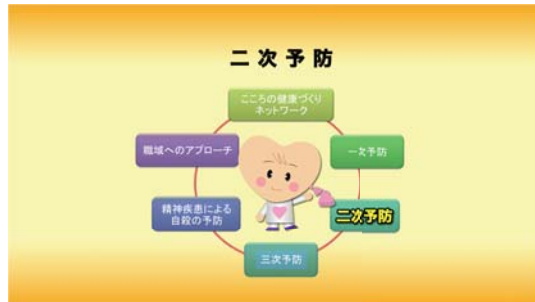 二次予防
こころの健康づくり
ネットワーク
職域へのアプローチ
一次予防
精神疾患による
自殺の予防
二次予防
三次予防